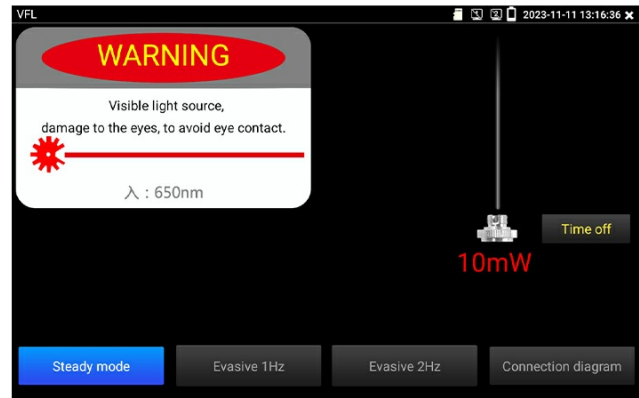 VFL
2023-11-11 13:16:36
WARNING
Visible light source,
damage to the eyes, to avoid eye contact.
入 : 650nm
Time off
10mW
Steady mode
Evasive 1Hz
Evasive 2Hz
Connection diagram